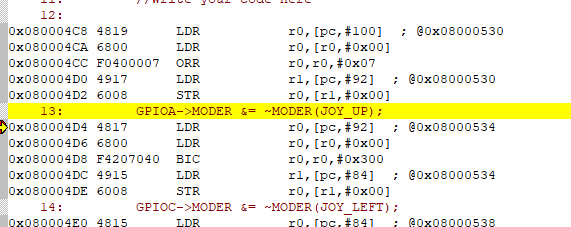 11: //Write your code here
12:
0x080004C8 4819 LDR r0,[pc,#100] ; @0x08000530
0x080004CA 6800 LDR r0,[r0,#0x00]
0x080004CC F0400007 ORR r0,r0,#0x07
0x080004D0 4917 LDR r1,[pc,#92] ; @0x08000530
0x080004D2 6008 STR r0,[r1,#0x00]
13: GPIOA->MODER &= ~MODER(JOY_UP);
0x080004D4 4817 LDR r0,[pc,#92] ; @0x08000534
0x080004D6 6800 LDR r0,[r0,#0x00]
0x080004D8 F4207040 BIC r0,r0,#0x300
0x080004DC 4915 LDR r1,[pc,#84] ; @0x08000534
0x080004DE 6008 STR r0,[r1,#0x00]
14: GPIOC->MODER &= ~MODER(JOY_LEFT);
0x080004E0 4815 LDR r0,[pc,#84] ; @0x08000538